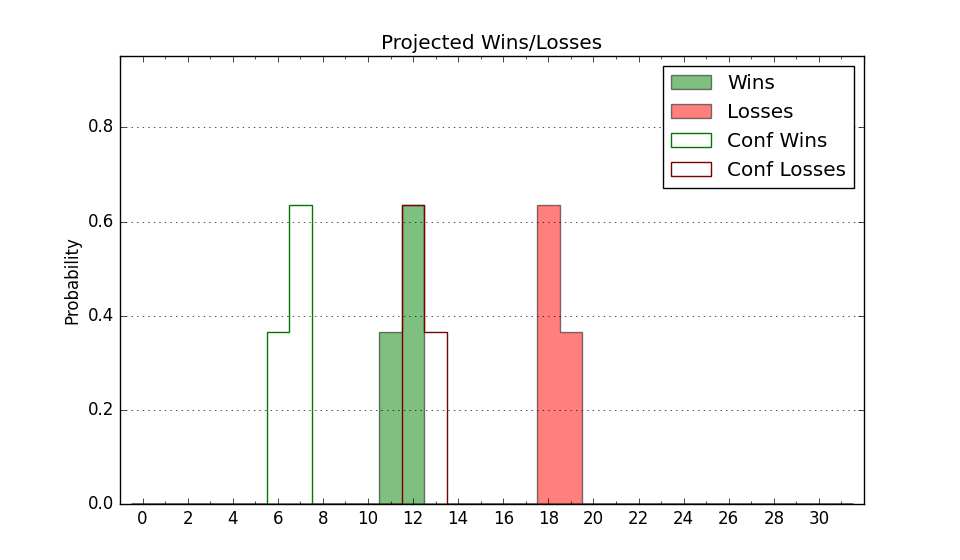 Projected Wins/Losses
Wins
Losses
Conf Wins
Conf Losses
Probability
0.8
0.6
0.4
0.2
0.0
0 2 4 6 8 10 12 14 16 18 20 22 24 26 28 30